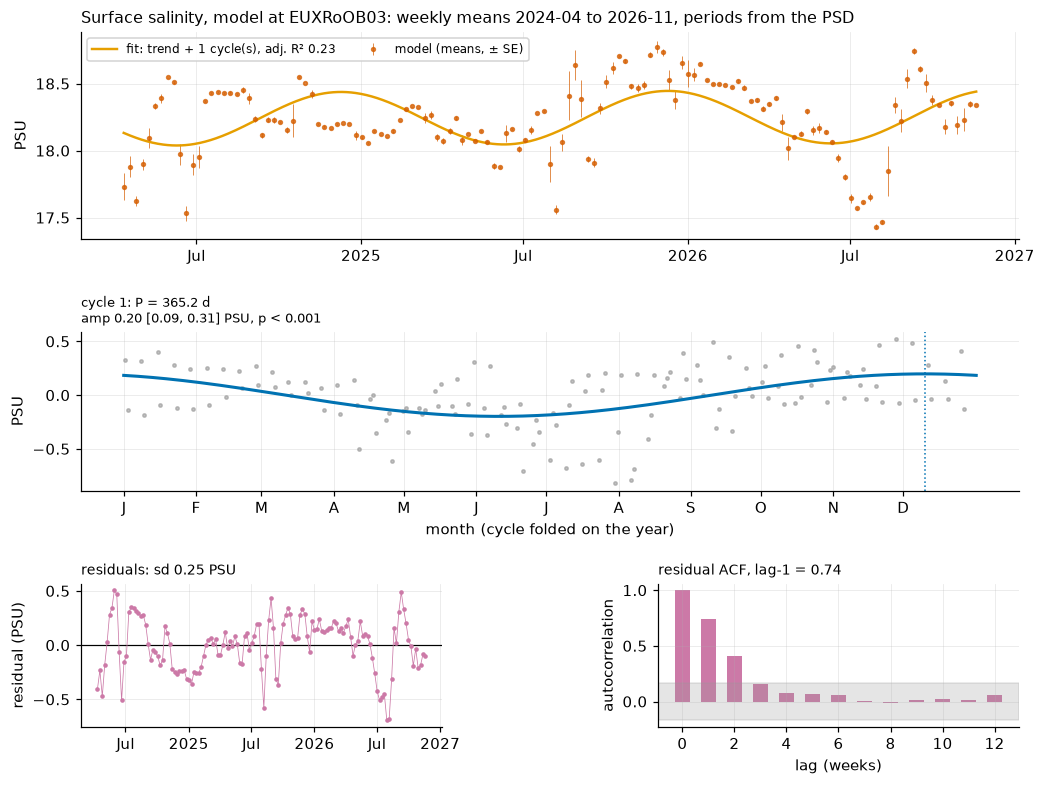 Surface salinity, model at EUXRoOB03: weekly means 2024-04 to 2026-11, periods from the PSD
fit: trend + 1 cycle(s), adj. R² 0.23
model (means, ± SE)
PSU
18.5
18.0
17.5
Jul
2025
Jul
2026
Jul
2027
cycle 1: P = 365.2 d
amp 0.20 [0.09, 0.31] PSU, p < 0.001
PSU
0.5
0.0
−0.5
J F M A M J J A S O N D
month (cycle folded on the year)
residuals: sd 0.25 PSU
residual (PSU)
0.5
0.0
−0.5
Jul 2025 Jul 2026 Jul 2027
residual ACF, lag-1 = 0.74
autocorrelation
1.0
0.5
0.0
0 2 4 6 8 10 12
lag (weeks)